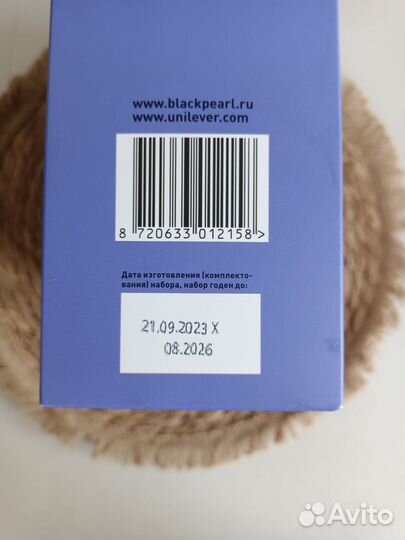 www.blackpearl.ru
www.unilever.com
8 720633 012158>
Дата изготовления (комплекто-
вания) набора, набор годен до:
21.09.2023 X
08.2026
Avito